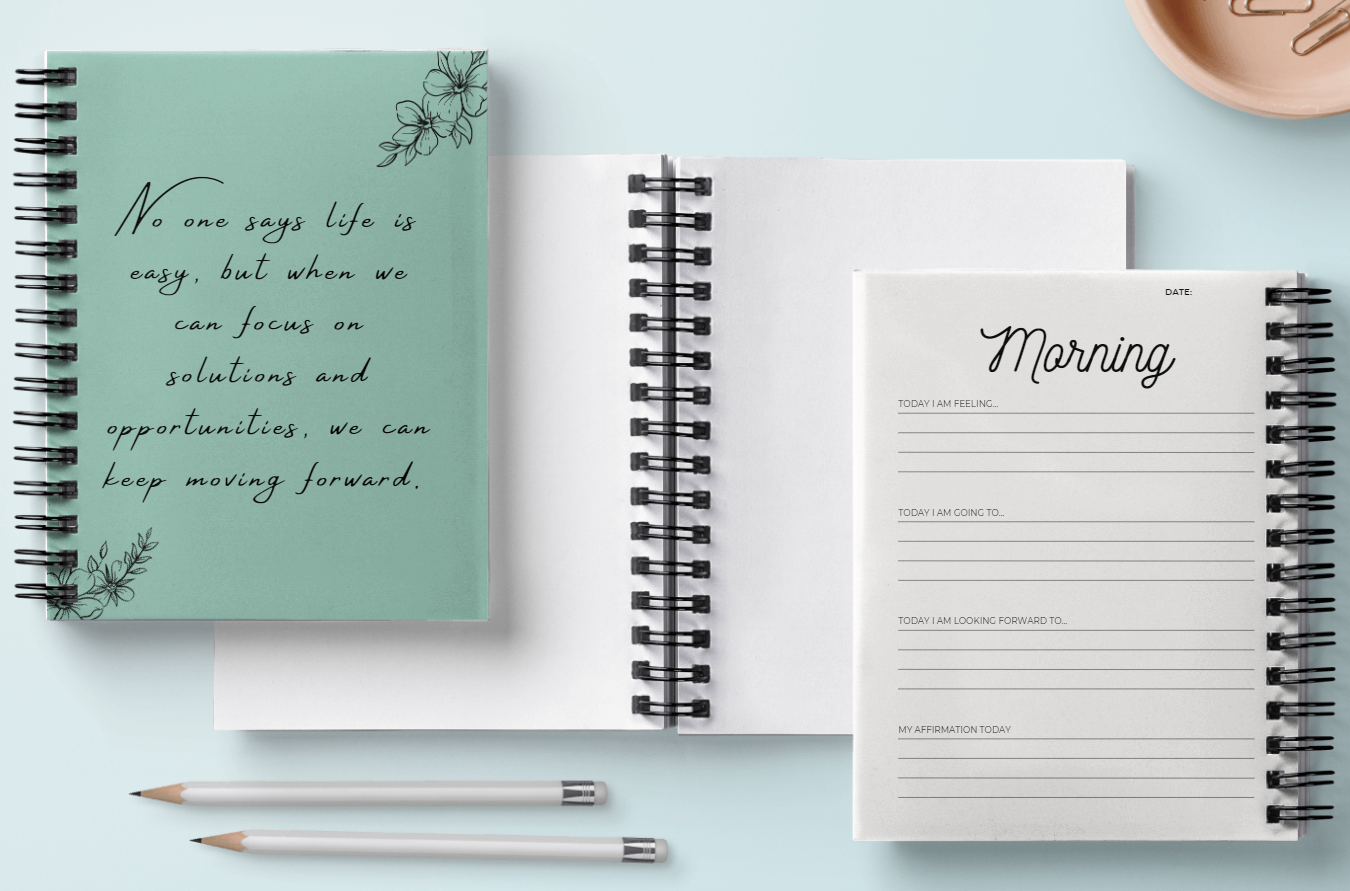 No one says life is
easy, but when we
can focus on
solutions and
opportunities, we can
keep moving forward.
DATE:
Morning
TODAY I AM FEELING...
TODAY I AM GOING TO...
TODAY I AM LOOKING FORWARD TO...
MY AFFIRMATION TODAY